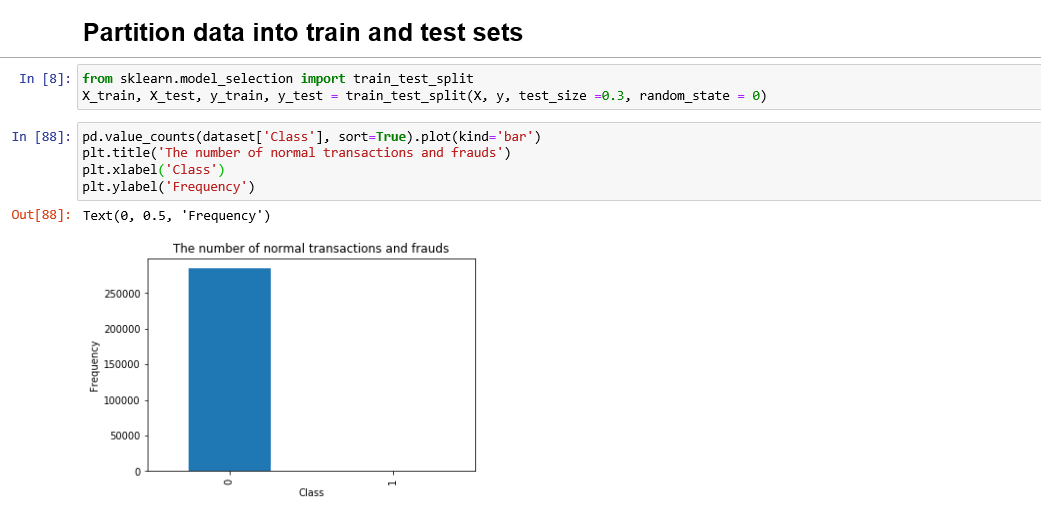 Partition data into train and test sets
In [8]: from sklearn.model_selection import train_test_split
X_train, X_test, y_train, y_test = train_test_split(X, y, test_size =0.3, random_state = 0)
In [88]: pd.value_counts(dataset['Class'], sort=True).plot(kind='bar')
plt.title('The number of normal transactions and frauds')
plt.xlabel('Class')
plt.ylabel('Frequency')
Out[88]: Text(0, 0.5, 'Frequency')
The number of normal transactions and frauds
250000
200000
150000
100000
50000
0
Frequency
0
1
Class